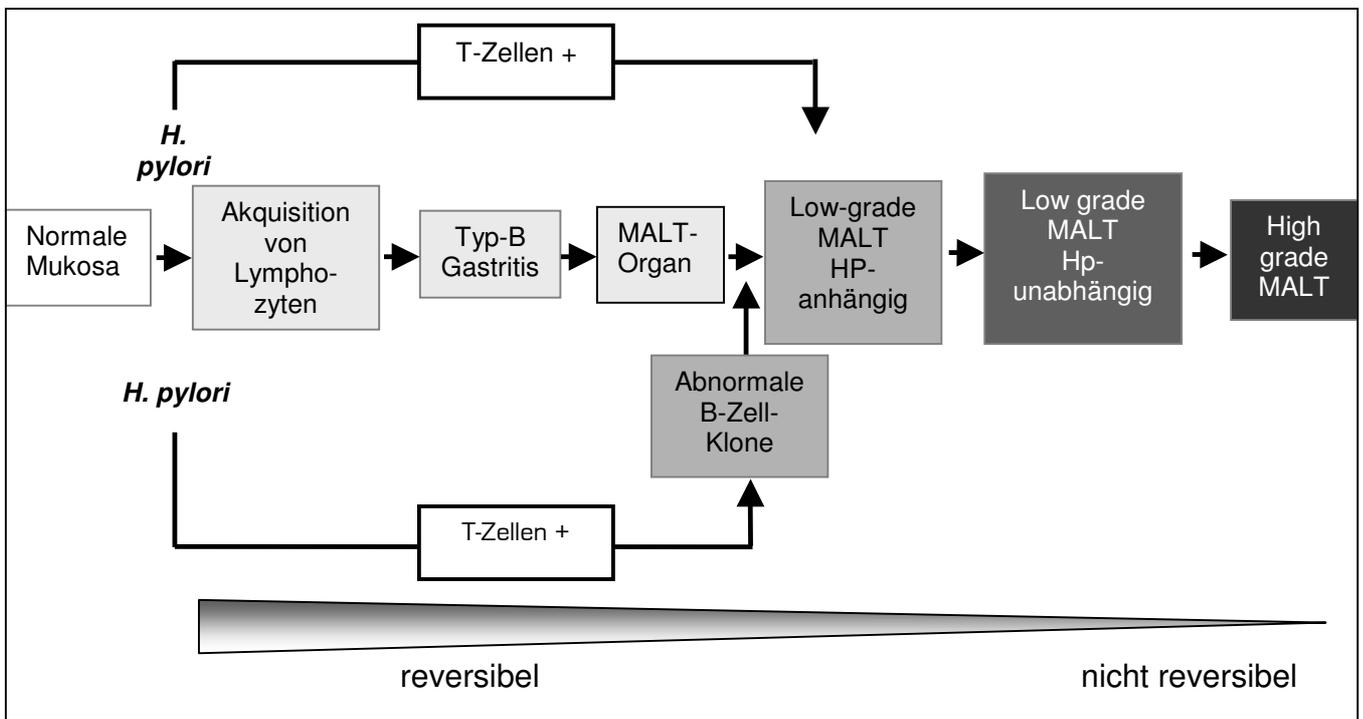 T-Zellen +
H.
pylori
Normale
Mukosa
Akquisition
von
Lympho-
zyten
Typ-B
Gastritis
MALT-
Organ
Low-grade
MALT
HP-
anhängig
Low grade
MALT
Hp-
unabhängig
High
grade
MALT
H. pylori
Abnormale
B-Zell-
Klone
T-Zellen +
reversibel
nicht reversibel